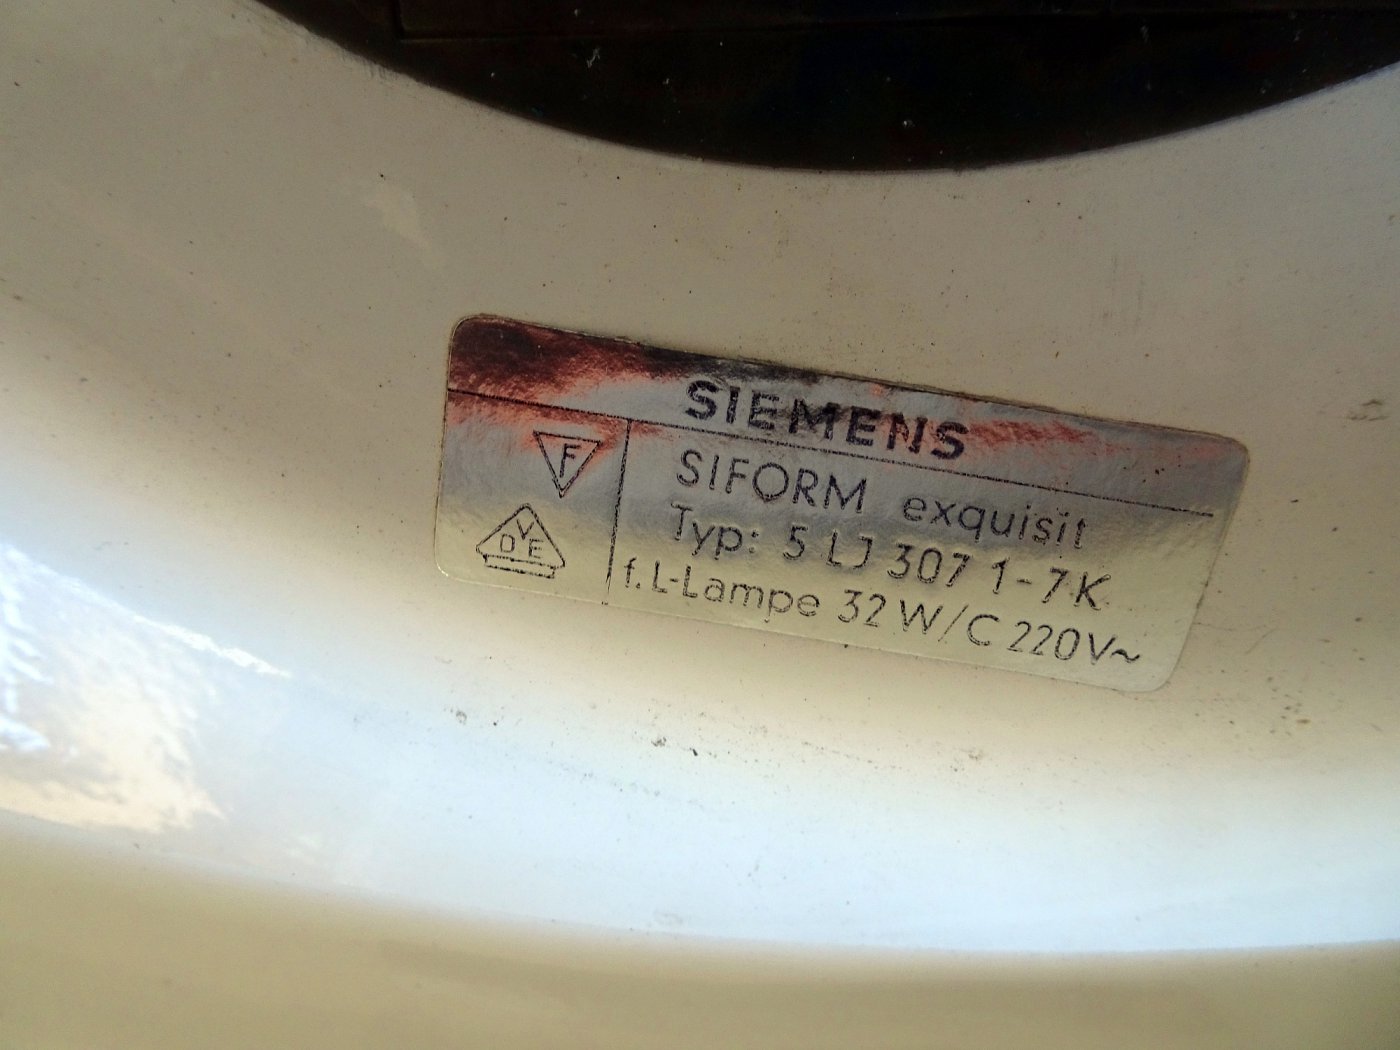 SIEMENS
F
SIFORM exquisit
Typ: 5 LJ 307 1-7K
VDE
f. L-Lampe 32 W/C 220V~